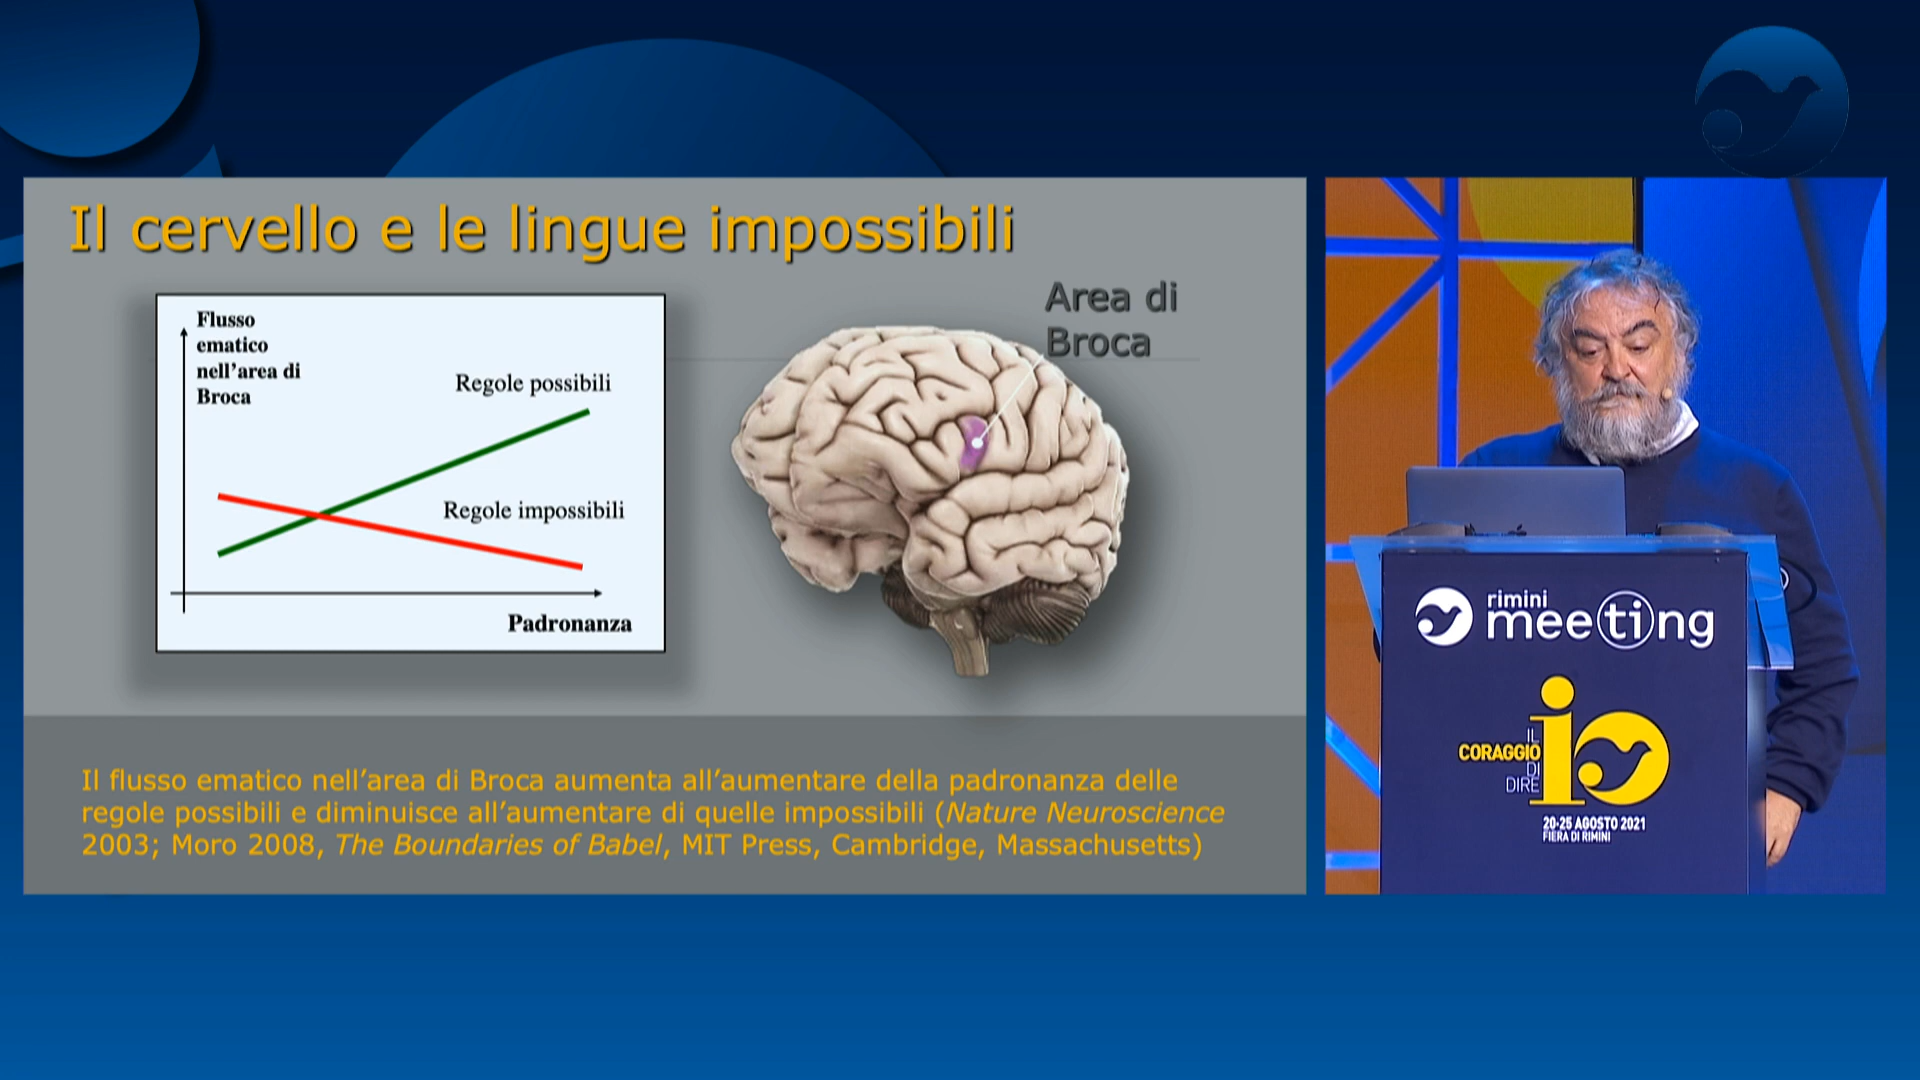 Il cervello e le lingue impossibili
Flusso
ematico
nell'area di
Broca
Regole possibili
Regole impossibili
Padronanza
Area di
Broca
Il flusso ematico nell'area di Broca aumenta all'aumentare della padronanza delle
regole possibili e diminuisce all'aumentare di quelle impossibili (Nature Neuroscience
2003; Moro 2008, The Boundaries of Babel, MIT Press, Cambridge, Massachusetts)
rimini
meeting
IL
CORAGGIO
DI
DIRE
io
20-25 AGOSTO 2021
FIERA DI RIMINI